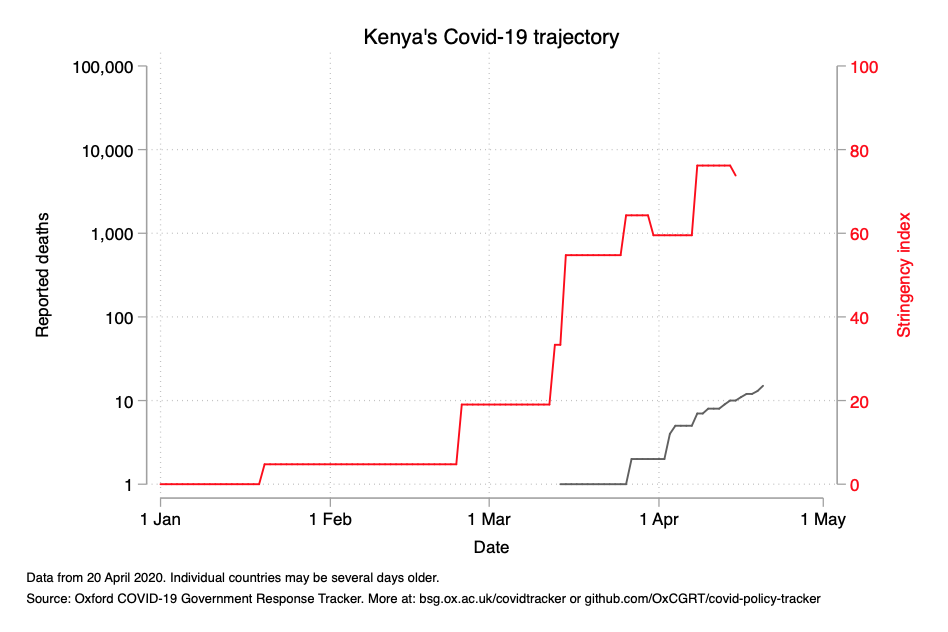 Kenya's Covid-19 trajectory
100,000
10,000
1,000
100
10
1
Reported deaths
100
80
60
40
20
0
Stringency index
1 Jan
1 Feb
1 Mar
1 Apr
1 May
Date
Data from 20 April 2020. Individual countries may be several days older.
Source: Oxford COVID-19 Government Response Tracker. More at: bsg.ox.ac.uk/covidtracker or github.com/OxCGRT/covid-policy-tracker